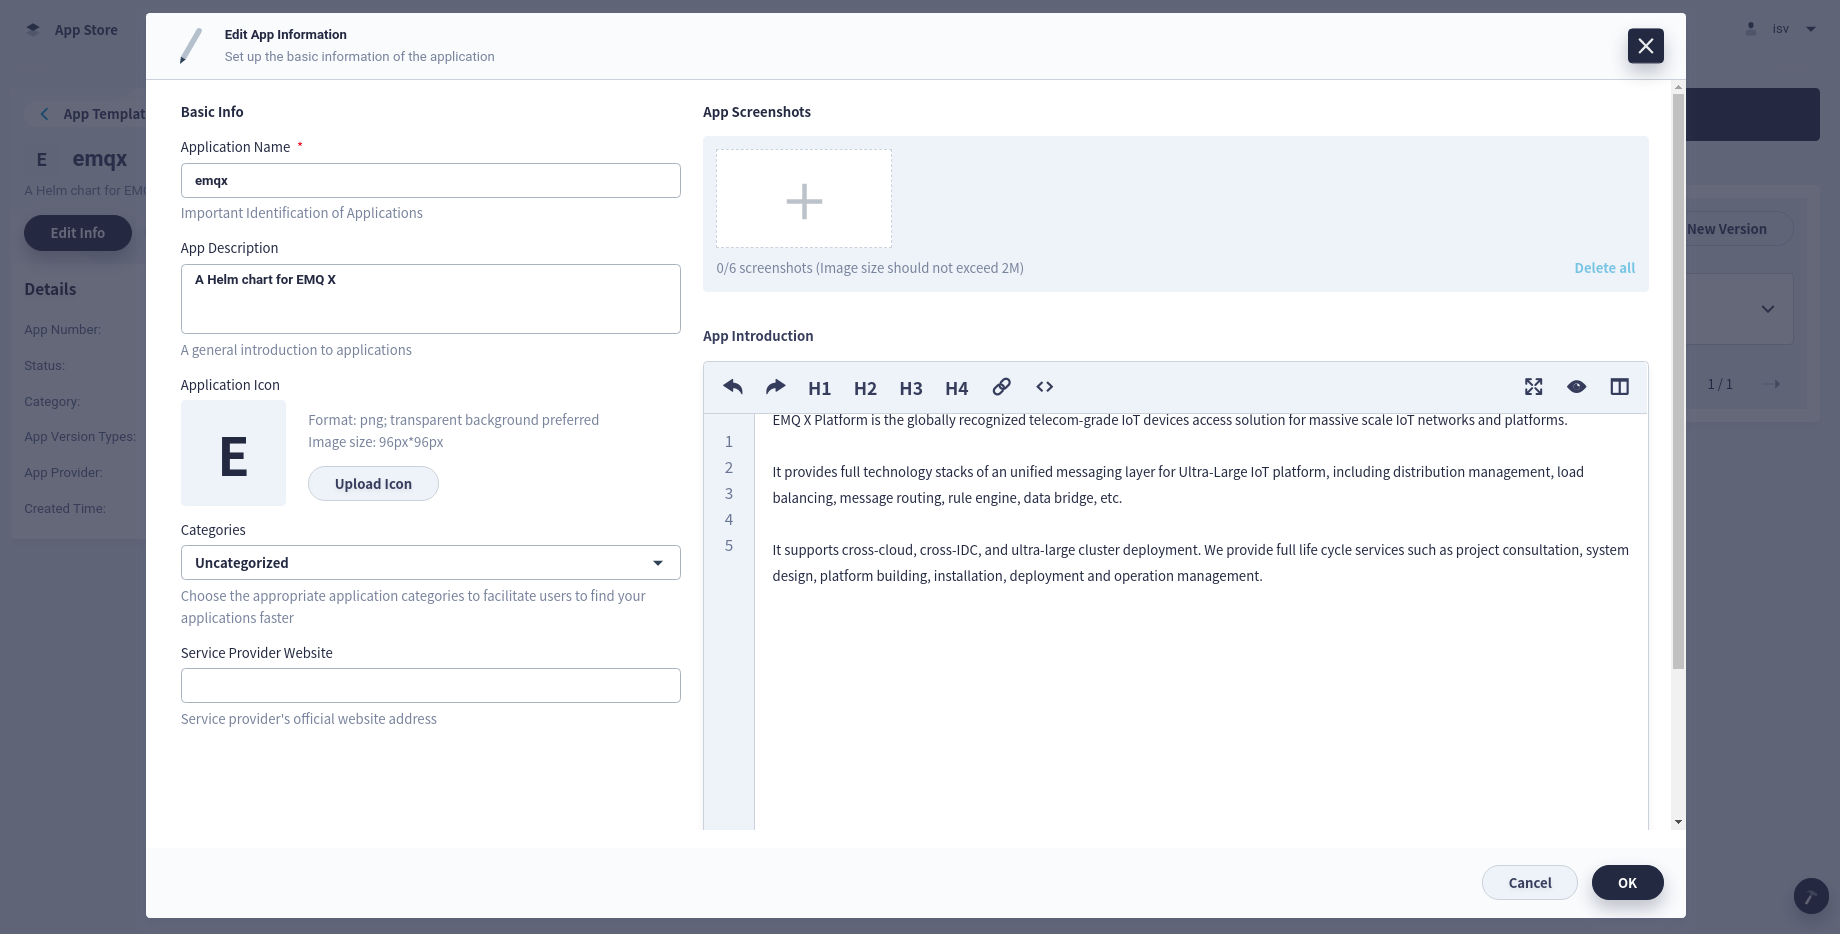 App Store
isv
App Templat
E emqx
A Helm chart for EM
Edit Info
Details
App Number:
Status:
Category:
App Version Types:
App Provider:
Created Time:
Edit App Information
Set up the basic information of the application
Basic Info
Application Name *
emqx
Important Identification of Applications
App Description
A Helm chart for EMQ X
A general introduction to applications
Application Icon
E
Format: png; transparent background preferred
Image size: 96px*96px
Upload Icon
Categories
Uncategorized
Choose the appropriate application categories to facilitate users to find your
applications faster
Service Provider Website
Service provider's official website address
App Screenshots
0/6 screenshots (Image size should not exceed 2M)
Delete all
App Introduction
H1 H2 H3 H4 <>
EMQ X Platform is the globally recognized telecom-grade IoT devices access solution for massive scale IoT networks and platforms.
1
2
It provides full technology stacks of an unified messaging layer for Ultra-Large IoT platform, including distribution management, load
3
balancing, message routing, rule engine, data bridge, etc.
4
5
It supports cross-cloud, cross-IDC, and ultra-large cluster deployment. We provide full life cycle services such as project consultation, system
design, platform building, installation, deployment and operation management.
Cancel
OK
New Version
1 / 1